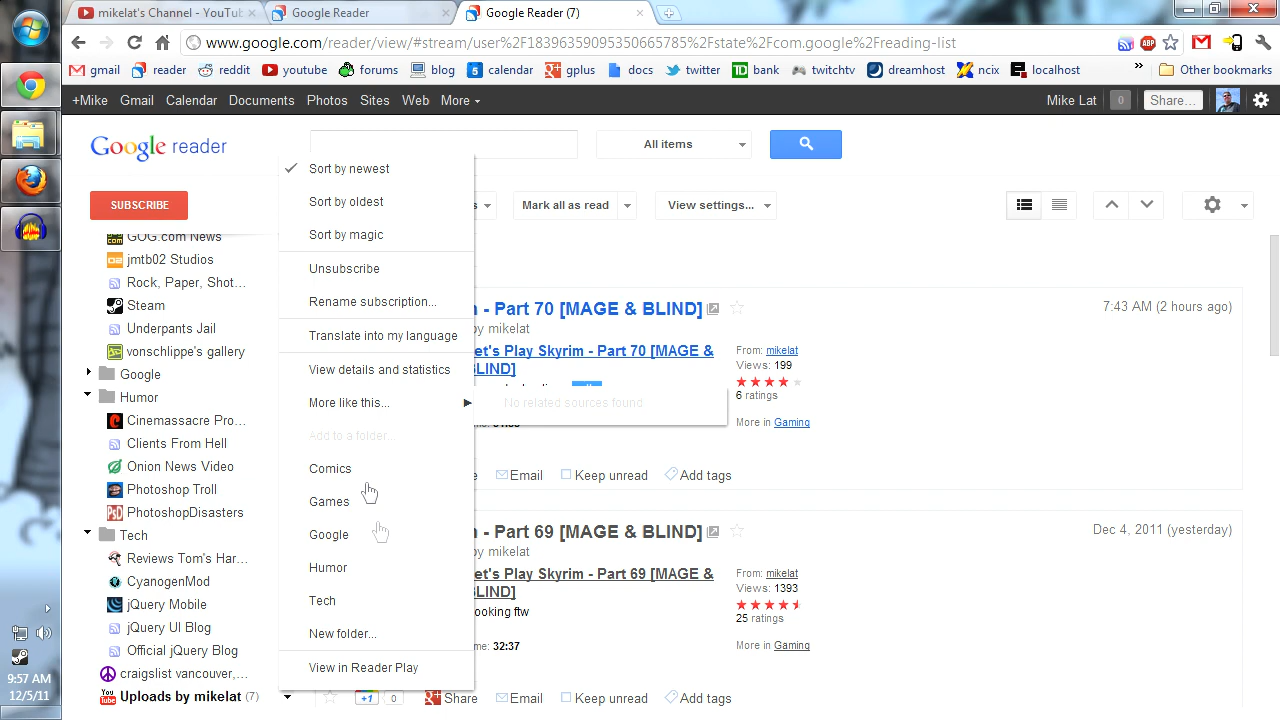 mikelat's Channel - YouTub
Google Reader
Google Reader (7)
www.google.com/reader/view/#stream/user%2F13396359095350665785%2Fstate%2Fcom.google%2Freading-list
gmail reader reddit youtube forums blog calendar gplus docs twitter bank twitchtv dreamhost ncix localhost » Other bookmarks
+Mike Gmail Calendar Documents Photos Sites Web More Mike Lat 0 Share...
Google reader
All items
SUBSCRIBE
Mark all as read
View settings...
Sort by newest
Sort by oldest
Sort by magic
Unsubscribe
Rename subscription...
Translate into my language
View details and statistics
More like this...
No related sources found
Add to a folder...
Comics
Games
Google
Humor
Tech
New folder...
View in Reader Play
GOG.com News
jmtb02 Studios
Rock, Paper, Shot...
Steam
Underpants Jail
vonschlippe's gallery
Google
Humor
Cinemassacre Pro...
Clients From Hell
Onion News Video
Photoshop Troll
PhotoshopDisasters
Tech
Reviews Tom's Har...
CyanogenMod
jQuery Mobile
jQuery UI Blog
Official jQuery Blog
craigslist vancouver,...
Uploads by mikelat (7)
- Part 70 [MAGE & BLIND]
7:43 AM (2 hours ago)
by mikelat
et's Play Skyrim - Part 70 [MAGE &
BLIND]
From: mikelat
Views: 199
6 ratings
More in Gaming
Email Keep unread Add tags
- Part 69 [MAGE & BLIND]
Dec 4, 2011 (yesterday)
by mikelat
et's Play Skyrim - Part 69 [MAGE &
BLIND]
ooking ftw
me: 32:37
From: mikelat
Views: 1393
25 ratings
More in Gaming
+1 0 Share Email Keep unread Add tags
9:57 AM
12/5/11